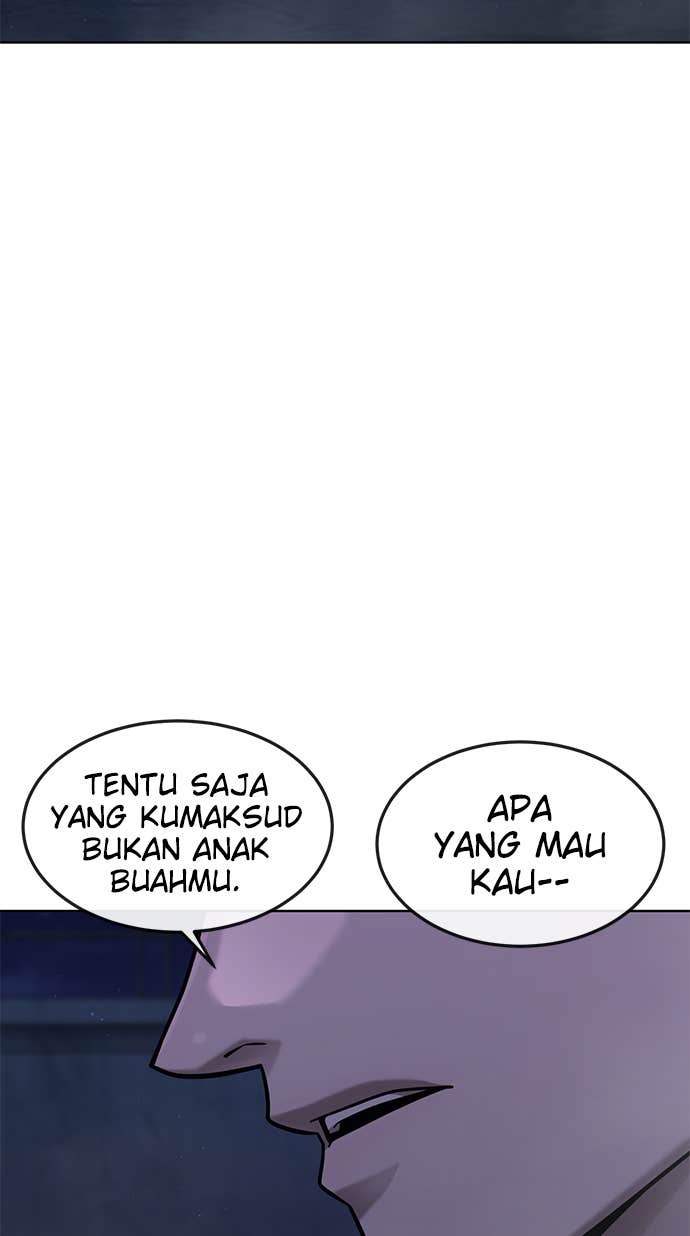 TENTU SAJA
YANG KUMAKSUD
BUKAN ANAK
BUAHMU.
APA
YANG MAU
KAU--